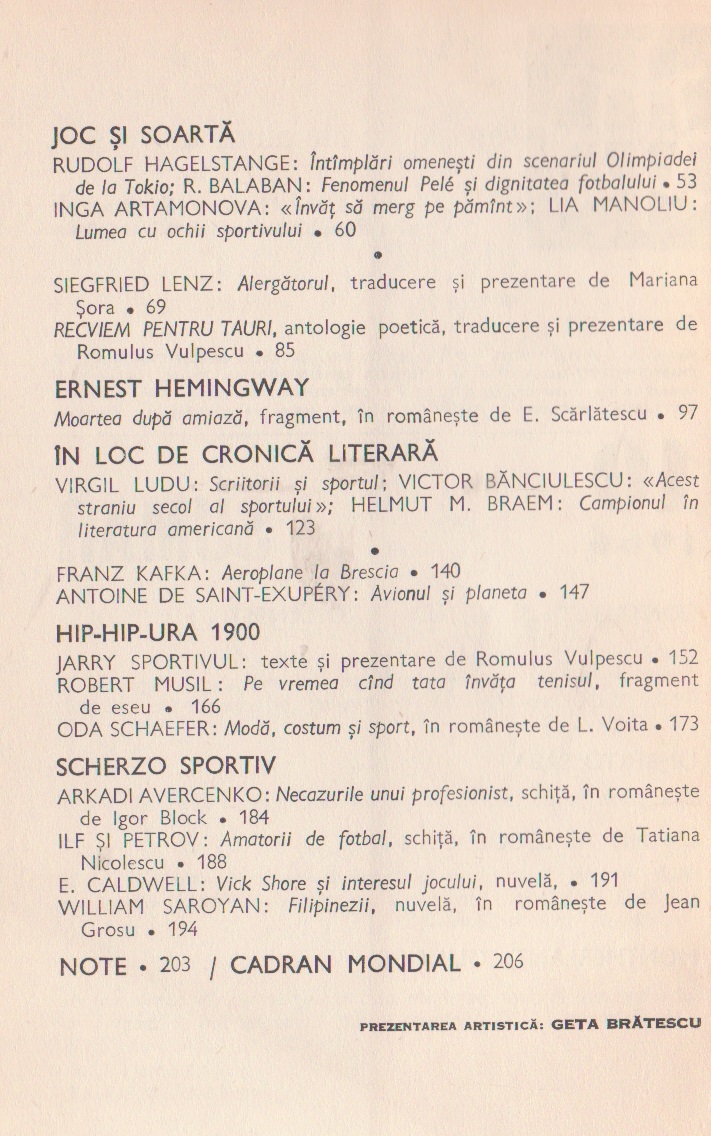 JOC ȘI SOARTĂ
RUDOLF HAGELSTANGE: Întîmplări omenești din scenariul Olimpiadei
de la Tokio; R. BALABAN: Fenomenul Pelé și dignitatea fotbalului • 53
INGA ARTAMONOVA: «Învăț să merg pe pămînt»; LIA MANOLIU:
Lumea cu ochii sportivului • 60
•
SIEGFRIED LENZ: Alergătorul, traducere și prezentare de Mariana
Șora • 69
RECVIEM PENTRU TAURI, antologie poetică, traducere și prezentare de
Romulus Vulpescu • 85
ERNEST HEMINGWAY
Moartea după amiază, fragment, în românește de E. Scărlătescu • 97
ÎN LOC DE CRONICĂ LITERARĂ
VIRGIL LUDU: Scriitorii și sportul; VICTOR BĂNCIULESCU: «Acest
straniu secol al sportului»; HELMUT M. BRAEM: Campionul în
literatura americană • 123
•
FRANZ KAFKA: Aeroplane la Brescia • 140
ANTOINE DE SAINT-EXUPÉRY: Avionul și planeta • 147
HIP-HIP-URA 1900
JARRY SPORTIVUL: texte și prezentare de Romulus Vulpescu • 152
ROBERT MUSIL: Pe vremea cînd tata învăța tenisul, fragment
de eseu • 166
ODA SCHAEFER: Modă, costum și sport, în românește de L. Voita • 173
SCHERZO SPORTIV
ARKADI AVERCENKO: Necazurile unui profesionist, schiță, în românește
de Igor Block • 184
ILF ȘI PETROV: Amatorii de fotbal, schiță, în românește de Tatiana
Nicolescu • 188
E. CALDWELL: Vick Shore și interesul jocului, nuvelă, • 191
WILLIAM SAROYAN: Filipinezii, nuvelă, în românește de Jean
Grosu • 194
NOTE • 203 / CADRAN MONDIAL • 206
PREZENTAREA ARTISTICĂ: GETA BRĂTESCU